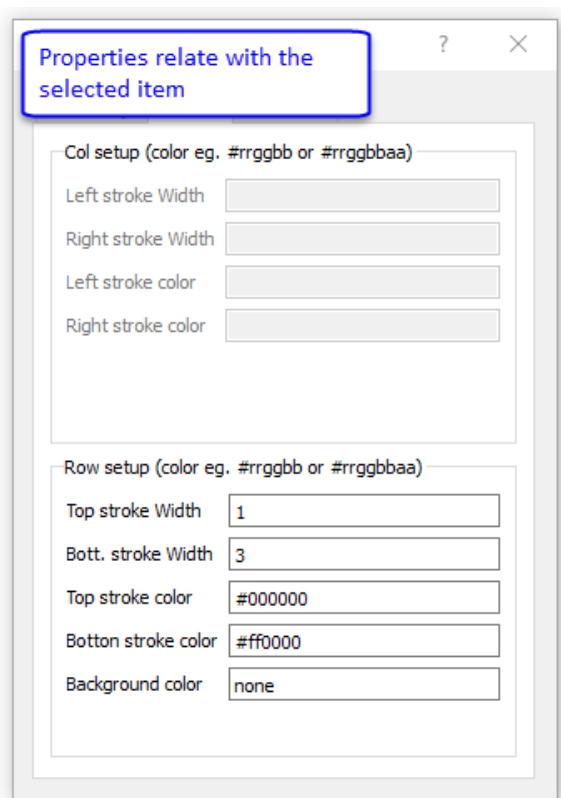 Properties relate with the
selected item
?
Col setup (color eg. #rrggbb or #rrggbbaa)
Left stroke Width
Right stroke Width
Left stroke color
Right stroke color
Row setup (color eg. #rrggbb or #rrggbbaa)
Top stroke Width 1
Bott. stroke Width 3
Top stroke color #000000
Botton stroke color #ff0000
Background color none